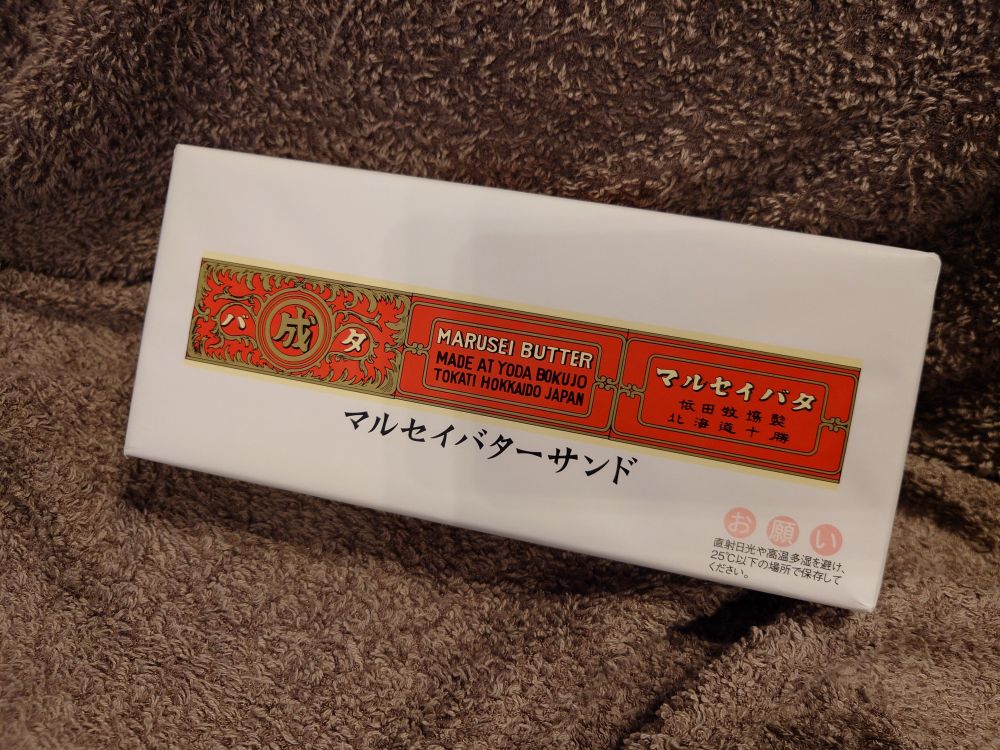 バ 成 タ
MARUSEI BUTTER
MADE AT YODA BOKUJO
TOKATI HOKKAIDO JAPAN
マルセイバタ
依田牧場製
北海道十勝
マルセイバターサンド
お願い
直射日光や高温多湿を避け、
25℃以下の場所で保存して
ください。